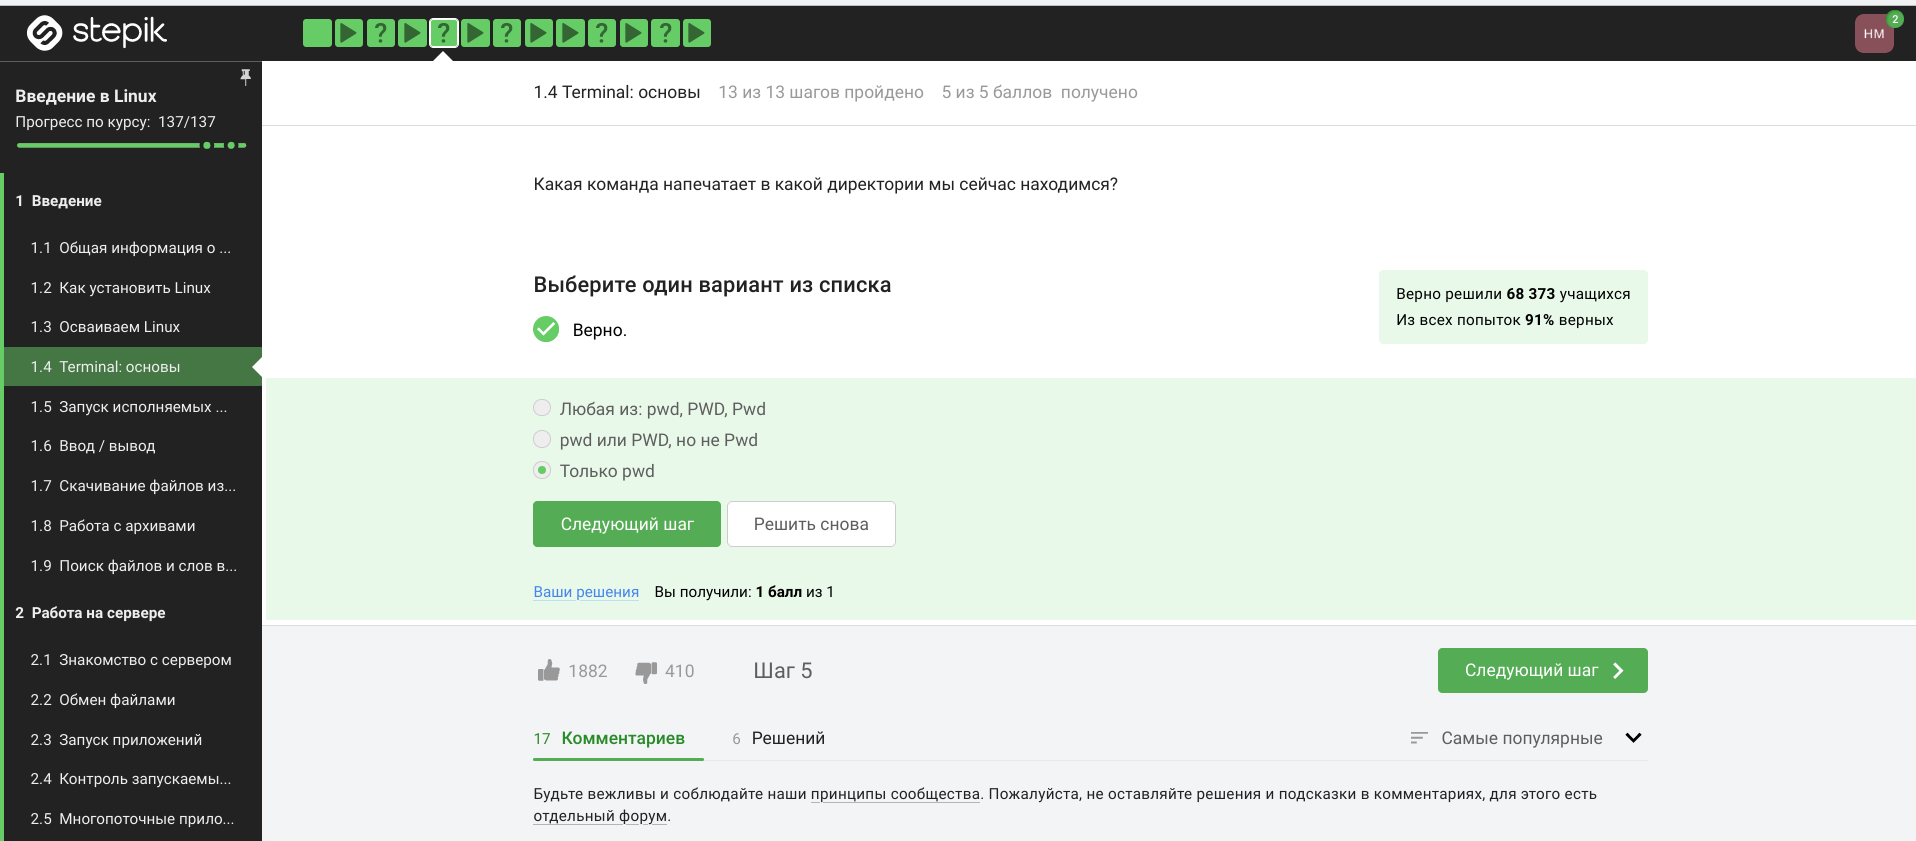 stepik
?
?
?
?
?
НМ
2
Введение в Linux
Прогресс по курсу: 137/137
1 Введение
1.1 Общая информация о ...
1.2 Как установить Linux
1.3 Осваиваем Linux
1.4 Terminal: основы
1.5 Запуск исполняемых ...
1.6 Ввод / вывод
1.7 Скачивание файлов из...
1.8 Работа с архивами
1.9 Поиск файлов и слов в...
2 Работа на сервере
2.1 Знакомство с сервером
2.2 Обмен файлами
2.3 Запуск приложений
2.4 Контроль запускаемы...
2.5 Многопоточные прило...
1.4 Terminal: основы 13 из 13 шагов пройдено 5 из 5 баллов получено
Какая команда напечатает в какой директории мы сейчас находимся?
Выберите один вариант из списка
Верно.
Верно решили 68 373 учащихся
Из всех попыток 91% верных
Любая из: pwd, PWD, Pwd
pwd или PWD, но не Pwd
Только pwd
Следующий шаг Решить снова
Ваши решения Вы получили: 1 балл из 1
1882 410 Шаг 5 Следующий шаг
17 Комментариев 6 Решений Самые популярные
Будьте вежливы и соблюдайте наши принципы сообщества. Пожалуйста, не оставляйте решения и подсказки в комментариях, для этого есть
отдельный форум.